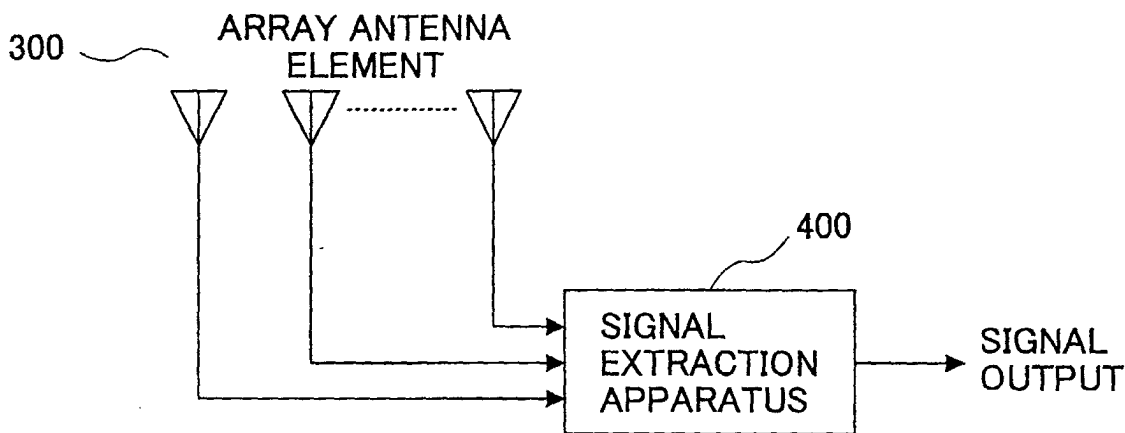 300
ARRAY ANTENNA
ELEMENT
400
SIGNAL
EXTRACTION
APPARATUS
SIGNAL
OUTPUT